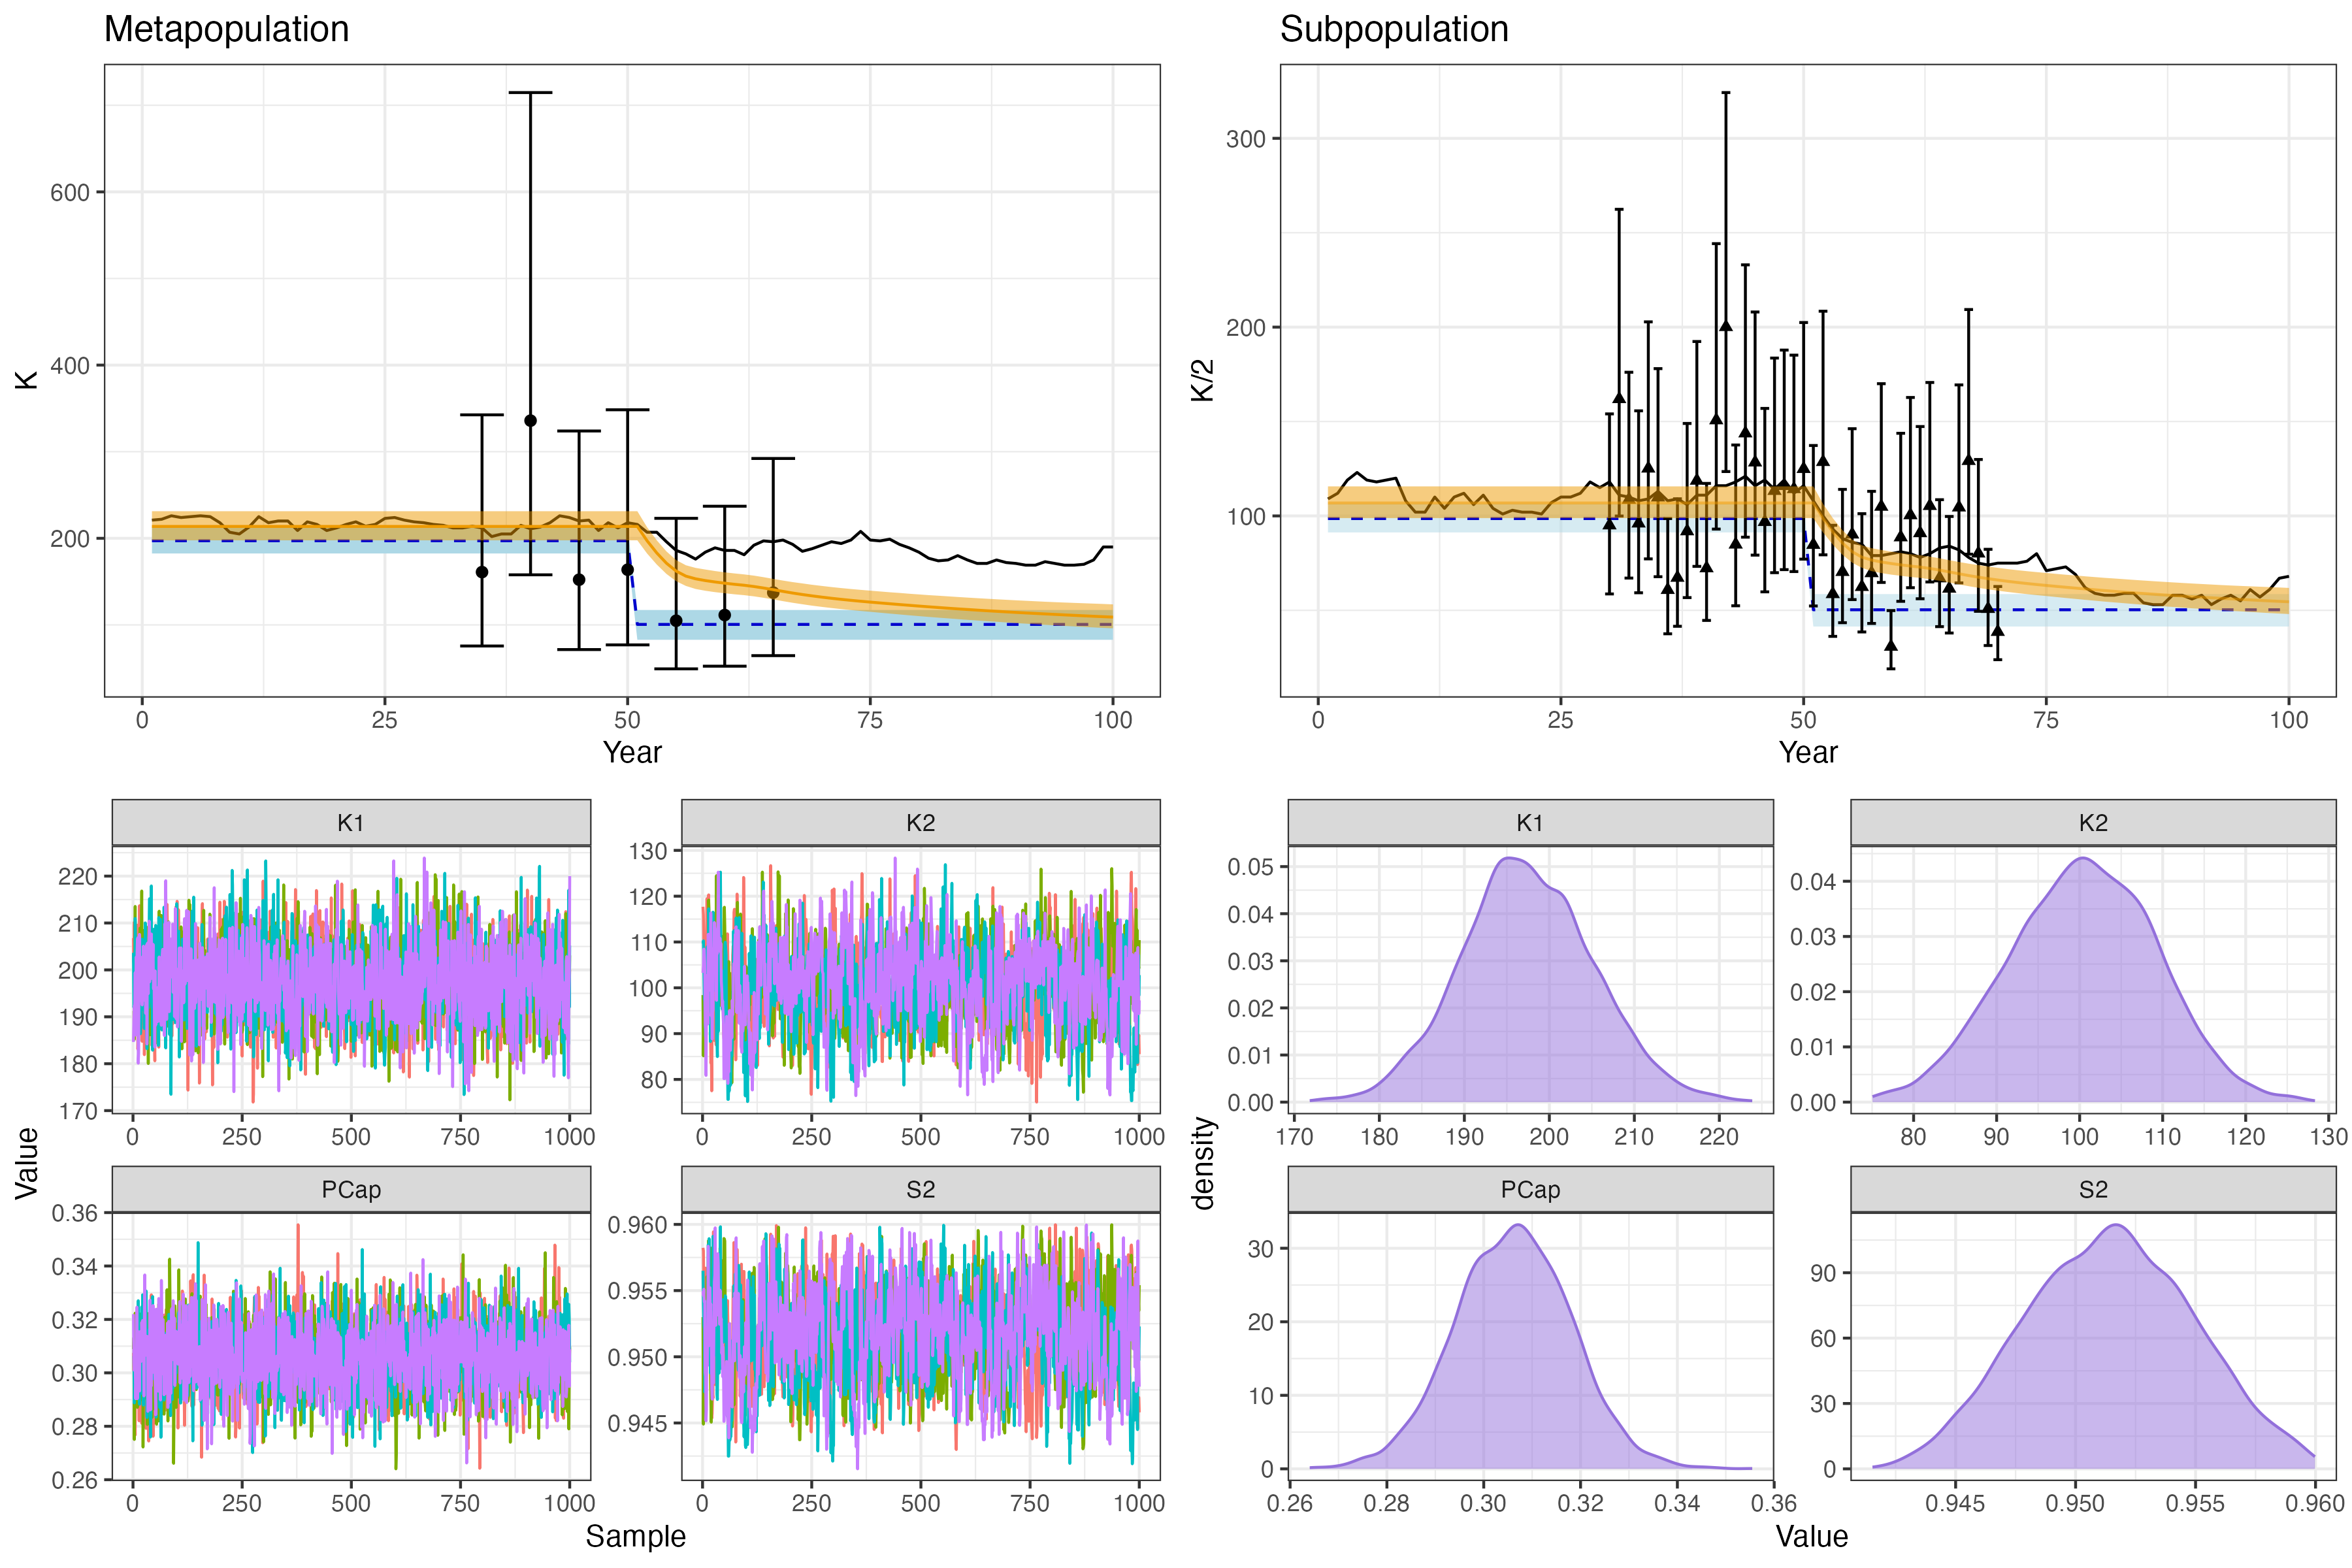 Metapopulation
600
400
200
K
0 25 50 75 100
Year
Subpopulation
300
200
100
K/2
0 25 50 75 100
Year
K1
220
210
200
190
180
170
0 250 500 750 1000
K2
130
120
110
100
90
80
0 250 500 750 1000
Value
PCap
0.36
0.34
0.32
0.30
0.28
0.26
0 250 500 750 1000
S2
0.960
0.955
0.950
0.945
0 250 500 750 1000
Sample
K1
0.05
0.04
0.03
0.02
0.01
0.00
170 180 190 200 210 220
K2
0.04
0.03
0.02
0.01
0.00
80 90 100 110 120 130
density
PCap
30
20
10
0
0.26 0.28 0.30 0.32 0.34 0.36
S2
90
60
30
0
0.945 0.950 0.955 0.960
Value